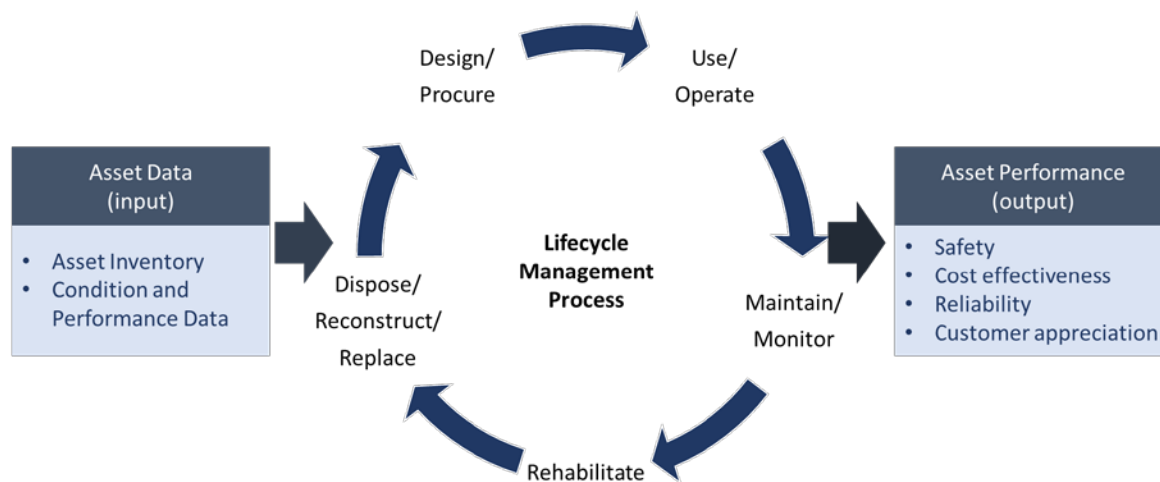 Design/
Procure
Use/
Operate
Asset Data
(input)
• Asset Inventory
• Condition and
Performance Data
Lifecycle
Management
Process
Asset Performance
(output)
• Safety
• Cost effectiveness
• Reliability
• Customer appreciation
Dispose/
Reconstruct/
Replace
Maintain/
Monitor
Rehabilitate